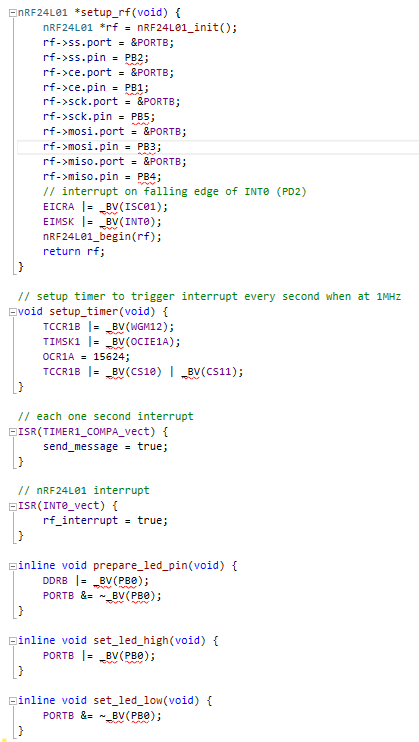 nRF24L01 *setup_rf(void) {
    nRF24L01 *rf = nRF24L01_init();
    rf->ss.port = &PORTB;
    rf->ss.pin = PB2;
    rf->ce.port = &PORTB;
    rf->ce.pin = PB1;
    rf->sck.port = &PORTB;
    rf->sck.pin = PB5;
    rf->mosi.port = &PORTB;
    rf->mosi.pin = PB3;
    rf->miso.port = &PORTB;
    rf->miso.pin = PB4;
    // interrupt on falling edge of INT0 (PD2)
    EICRA |= _BV(ISC01);
    EIMSK |= _BV(INT0);
    nRF24L01_begin(rf);
    return rf;
}

// setup timer to trigger interrupt every second when at 1MHz
void setup_timer(void) {
    TCCR1B |= _BV(WGM12);
    TIMSK1 |= _BV(OCIE1A);
    OCR1A = 15624;
    TCCR1B |= _BV(CS10) | _BV(CS11);
}

// each one second interrupt
ISR(TIMER1_COMPA_vect) {
    send_message = true;
}

// nRF24L01 interrupt
ISR(INT0_vect) {
    rf_interrupt = true;
}

inline void prepare_led_pin(void) {
    DDRB |= _BV(PB0);
    PORTB &= ~_BV(PB0);
}

inline void set_led_high(void) {
    PORTB |= _BV(PB0);
}

inline void set_led_low(void) {
    PORTB &= ~_BV(PB0);
}